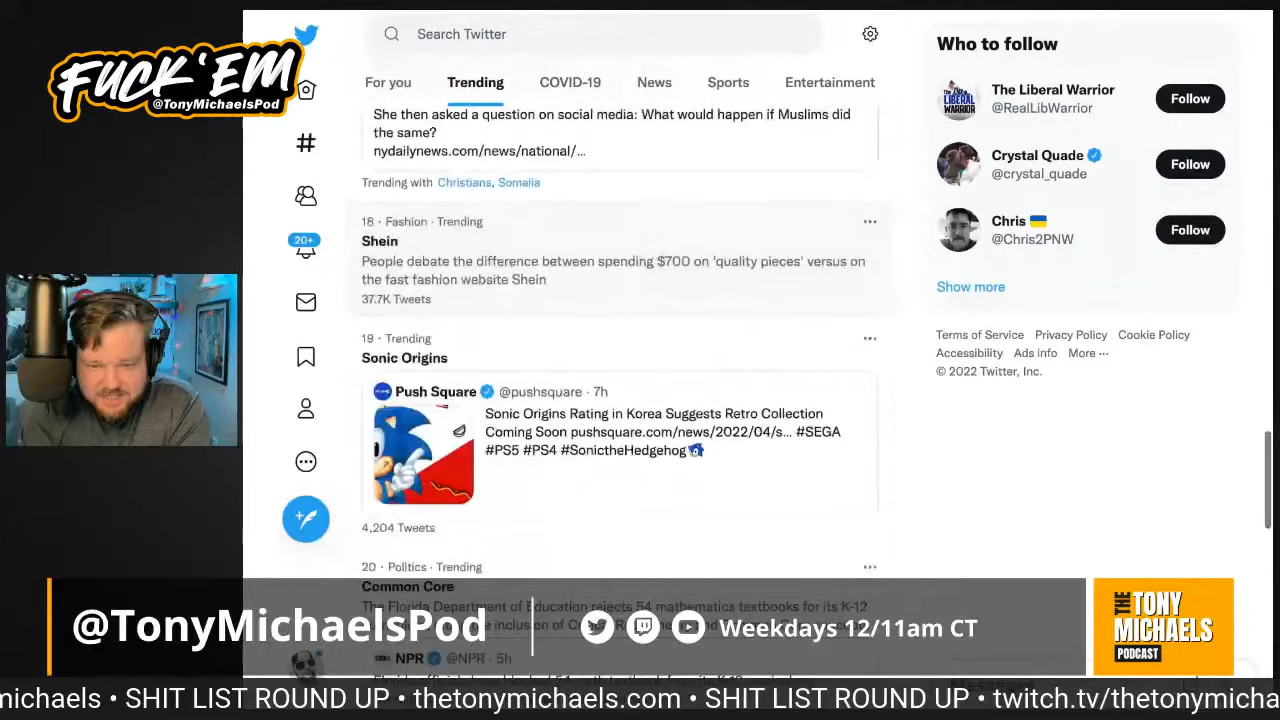 FUCK 'EM
@TonyMichaelsPod
Search Twitter
For you
Trending
COVID-19
News
Sports
Entertainment
She then asked a question on social media: What would happen if Muslims did
the same?
nydailynews.com/news/national/...
Trending with Christians, Somalia
18 · Fashion · Trending
Shein
People debate the difference between spending $700 on 'quality pieces' versus on
the fast fashion website Shein
37.7K Tweets
19 · Trending
Sonic Origins
Push Square @pushsquare · 7h
Sonic Origins Rating in Korea Suggests Retro Collection
Coming Soon pushsquare.com/news/2022/04/s... #SEGA
#PS5 #PS4 #SonictheHedgehog
4,204 Tweets
20 · Politics · Trending
Common Core
The Florida Department of Education rejects 54 mathematics textbooks for its K-12
NPR @NPR · 5h
20+
Who to follow
The Liberal Warrior
@RealLibWarrior
Follow
Crystal Quade
@crystal_quade
Follow
Chris
@Chris2PNW
Follow
Show more
Terms of Service Privacy Policy Cookie Policy
Accessibility Ads info More ···
© 2022 Twitter, Inc.
@TonyMichaelsPod
Weekdays 12/11am CT
THE
TONY
MICHAELS
PODCAST
michaels • SHIT LIST ROUND UP • thetonymichaels.com • SHIT LIST ROUND UP • twitch.tv/thetonymicha